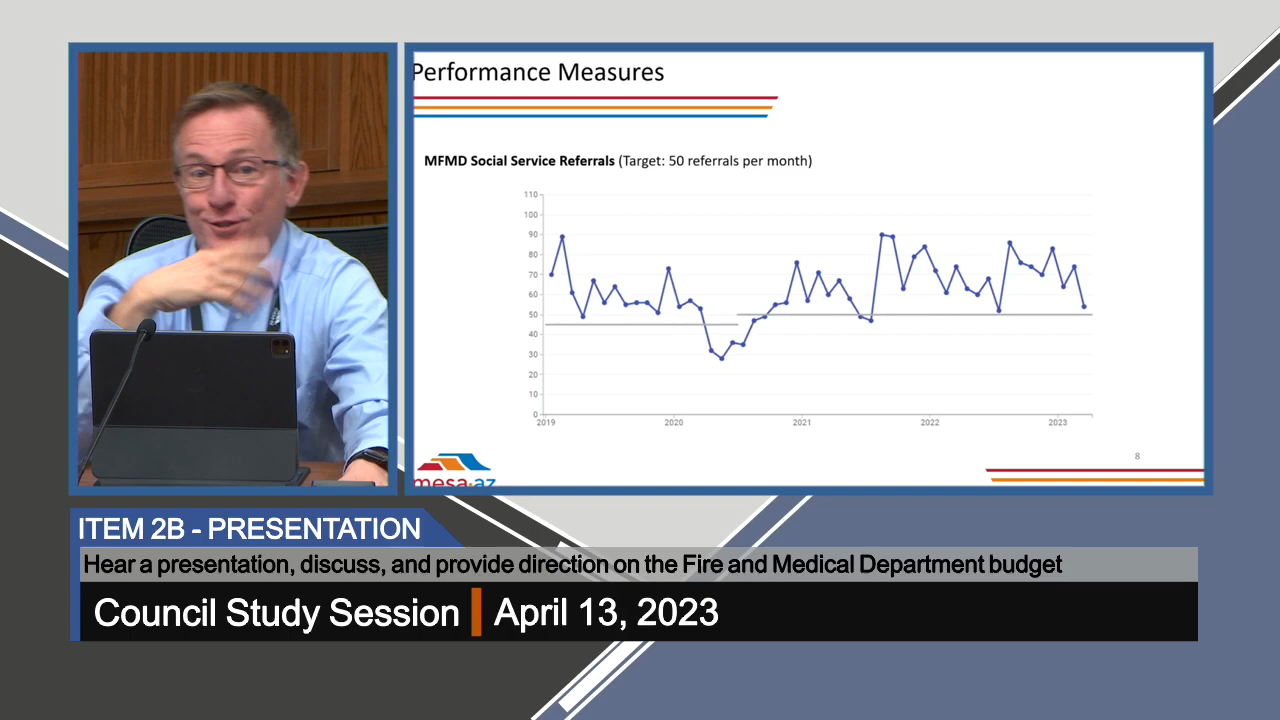 Performance Measures
MFMD Social Service Referrals (Target: 50 referrals per month)
110
100
90
80
70
60
50
40
30
20
10
0
2019
2020
2021
2022
2023
8
mesa·az
ITEM 2B - PRESENTATION
Hear a presentation, discuss, and provide direction on the Fire and Medical Department budget
Council Study Session
April 13, 2023